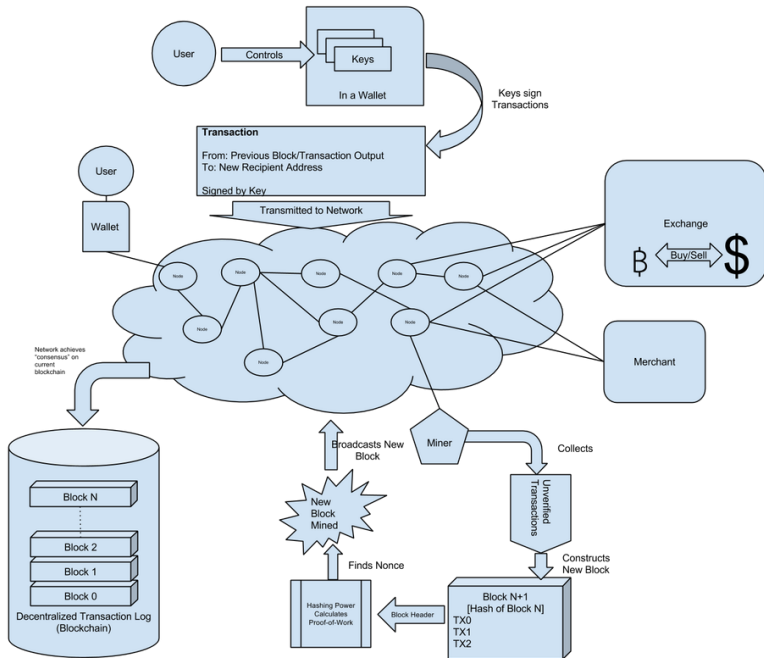 User
Controls
Keys
In a Wallet
Keys sign
Transactions
Transaction
From: Previous Block/Transaction Output
To: New Recipient Address
Signed by Key
Transmitted to Network
User
Wallet
Exchange
฿
Buy/Sell
$
Node
Node
Node
Node
Node
Node
Node
Node
Node
Merchant
Network achieves
"consensus" on
current
blockchain
Miner
Collects
Unverified
Transactions
Constructs
New Block
Block N+1
[Hash of Block N]
TX0
TX1
TX2
Block Header
Hashing Power
Calculates
Proof-of-Work
Finds Nonce
New
Block
Mined
Broadcasts New
Block
Block N
Block 2
Block 1
Block 0
Decentralized Transaction Log
(Blockchain)